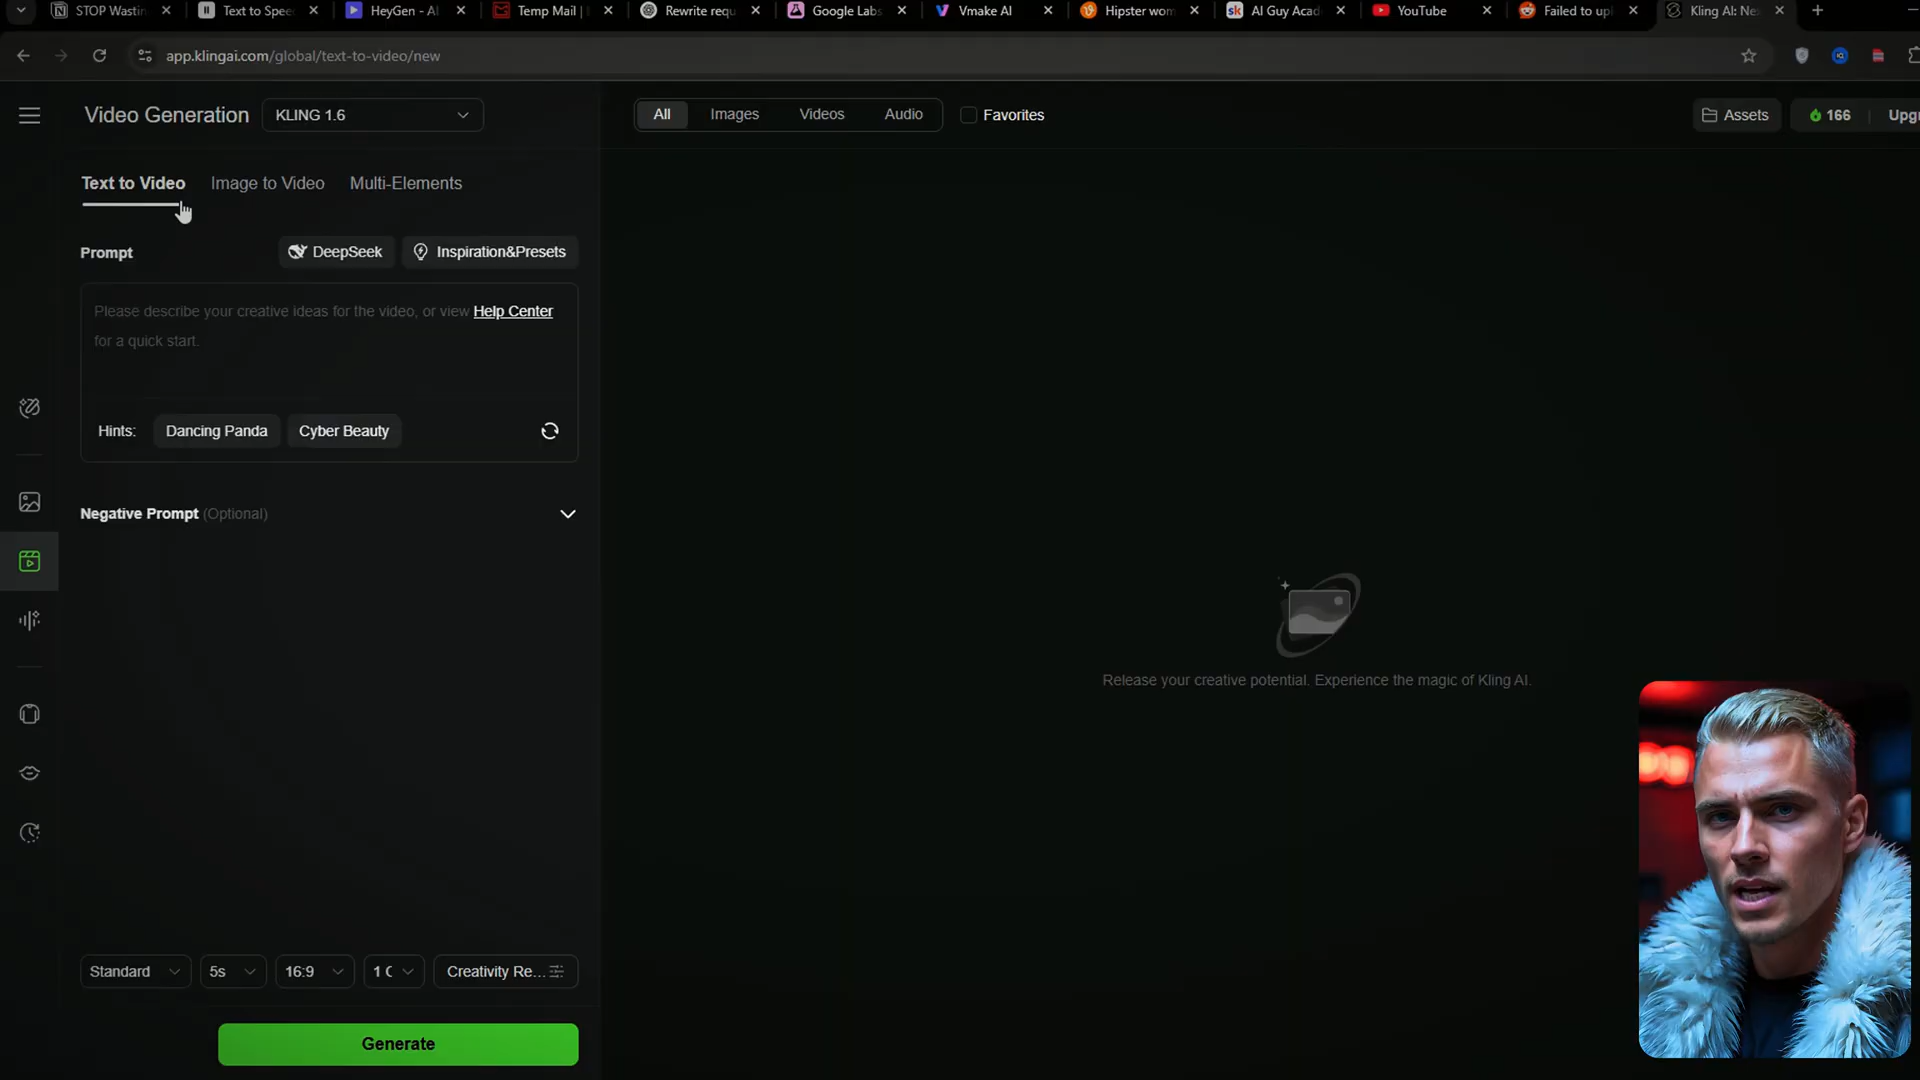 STOP Wastin
Text to Spee
HeyGen - AI
Temp Mail |
Rewrite requ
Google Labs
Vmake AI
Hipster wom
AI Guy Acad
YouTube
Failed to upl
Kling AI: Nex
app.klingai.com/global/text-to-video/new
Video Generation
KLING 1.6
All
Images
Videos
Audio
Favorites
Assets
166
Upgr
Text to Video
Image to Video
Multi-Elements
Prompt
DeepSeek
Inspiration&Presets
Please describe your creative ideas for the video, or view Help Center
for a quick start.
Hints:
Dancing Panda
Cyber Beauty
Negative Prompt (Optional)
Release your creative potential. Experience the magic of Kling AI.
Standard
5s
16:9
1 C
Creativity Re...
Generate